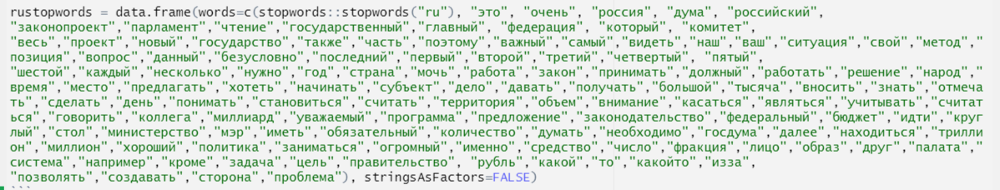 rustopwords = data.frame(words=c(stopwords::stopwords("ru"), "это", "очень", "россия", "дума", "российский",
"законопроект","парламент","чтение","государственный","главный", "федерация", "который", "комитет",
"весь","проект","новый","государство","также","часть","поэтому","важный","самый","видеть","наш","ваш","ситуация","свой","метод","
позиция","вопрос","данный","безусловно","последний","первый","второй","третий","четвертый", "пятый",
"шестой","каждый","несколько","нужно","год","страна","мочь","работа","закон","принимать","должный","работать","решение","народ","
время","место","предлагать","хотеть","начинать","субъект","дело","давать","получать","большой","тысяча","вносить","знать","отмеча
ть","сделать","день","понимать","становиться","считать","территория","объем","внимание","касаться","являться","учитывать","считат
ься","говорить","коллега","миллиард","уважаемый","программа","предложение","законодательство","федеральный","бюджет","идти","круг
лый","стол","министерство","мэр","иметь","обязательный","количество","думать","необходимо","госдума","далее","находиться","трилли
он","миллион","хороший","политика","заниматься","огромный","именно","средство","число","фракция","лицо","образ","друг","палата","
система","например","кроме","задача","цель","правительство", "рубль","какой","то","какойто","изза",
"позволять","создавать","сторона","проблема"), stringsAsFactors=FALSE)
```